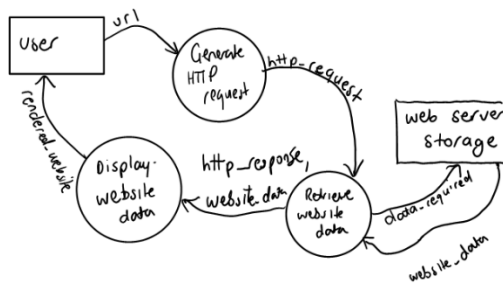 User
url
Generate
HTTP
request
http_request
web server
storage
rendered_website
Display
website
data
http_response,
website_data
Retrieve
website
data
data_required
website_data